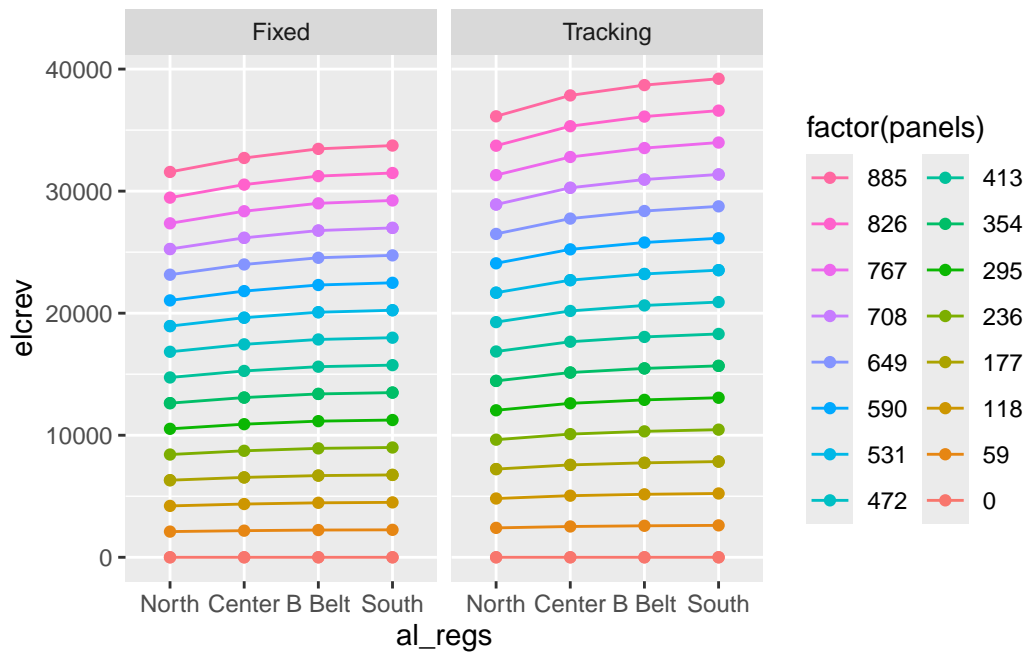 Fixed Tracking
elcrev
40000
30000
20000
10000
0
North Center B Belt South North Center B Belt South
al_regs
factor(panels)
885 413
826 354
767 295
708 236
649 177
590 118
531 59
472 0